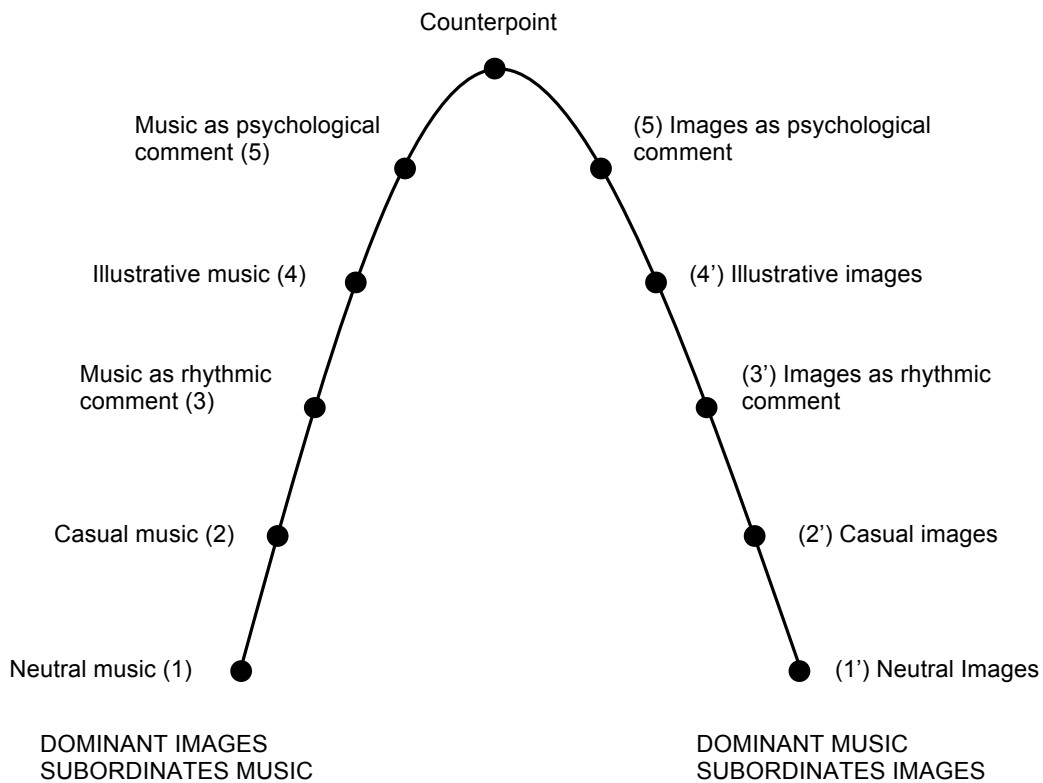 Counterpoint
Music as psychological
comment (5)
(5) Images as psychological
comment
Illustrative music (4)
(4’) Illustrative images
Music as rhythmic
comment (3)
(3’) Images as rhythmic
comment
Casual music (2)
(2’) Casual images
Neutral music (1)
(1’) Neutral Images
DOMINANT IMAGES
SUBORDINATES MUSIC
DOMINANT MUSIC
SUBORDINATES IMAGES